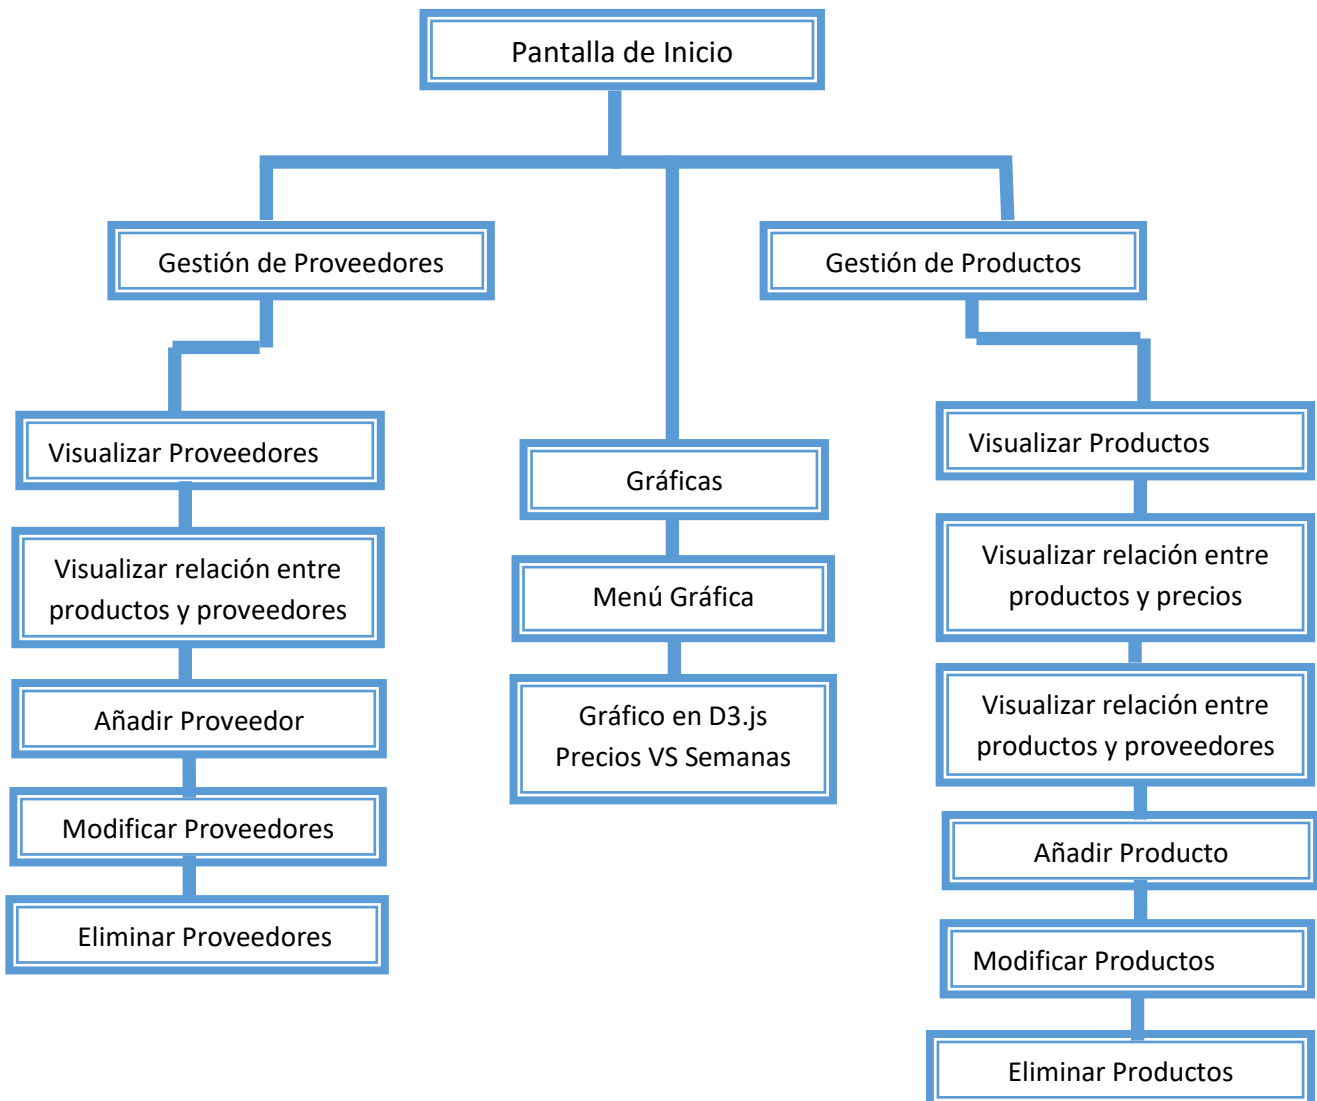 Pantalla de Inicio
Gestión de Proveedores
Gestión de Productos
Visualizar Proveedores
Visualizar relación entre
productos y proveedores
Añadir Proveedor
Modificar Proveedores
Eliminar Proveedores
Gráficas
Menú Gráfica
Gráfico en D3.js
Precios VS Semanas
Visualizar Productos
Visualizar relación entre
productos y precios
Visualizar relación entre
productos y proveedores
Añadir Producto
Modificar Productos
Eliminar Productos